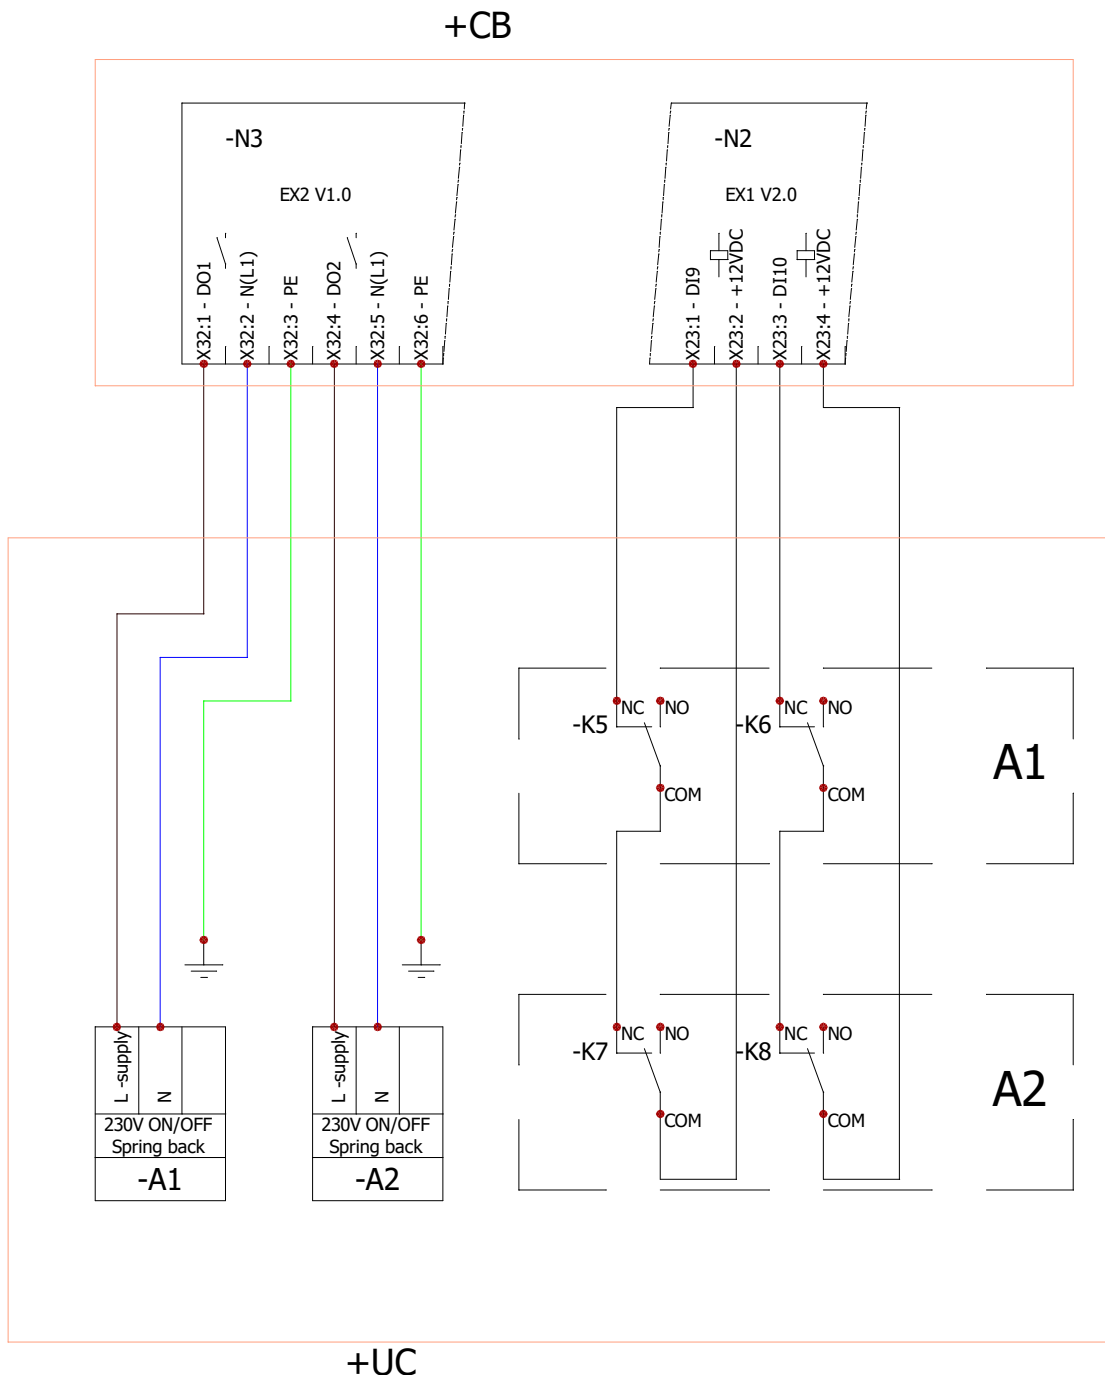 +CB
-N3
-N2
EX2 V1.0
EX1 V2.0
X32:1 - DO1
X32:2 - N(L1)
X32:3 - PE
X32:4 - DO2
X32:5 - N(L1)
X32:6 - PE
X23:1 - DI9
X23:2 - +12VDC
X23:3 - DI10
X23:4 - +12VDC
NC
NO
-K5
COM
NC
NO
-K6
COM
A1
NC
NO
-K7
COM
NC
NO
-K8
COM
A2
L -supply
N
230V ON/OFF
Spring back
-A1
L -supply
N
230V ON/OFF
Spring back
-A2
+UC